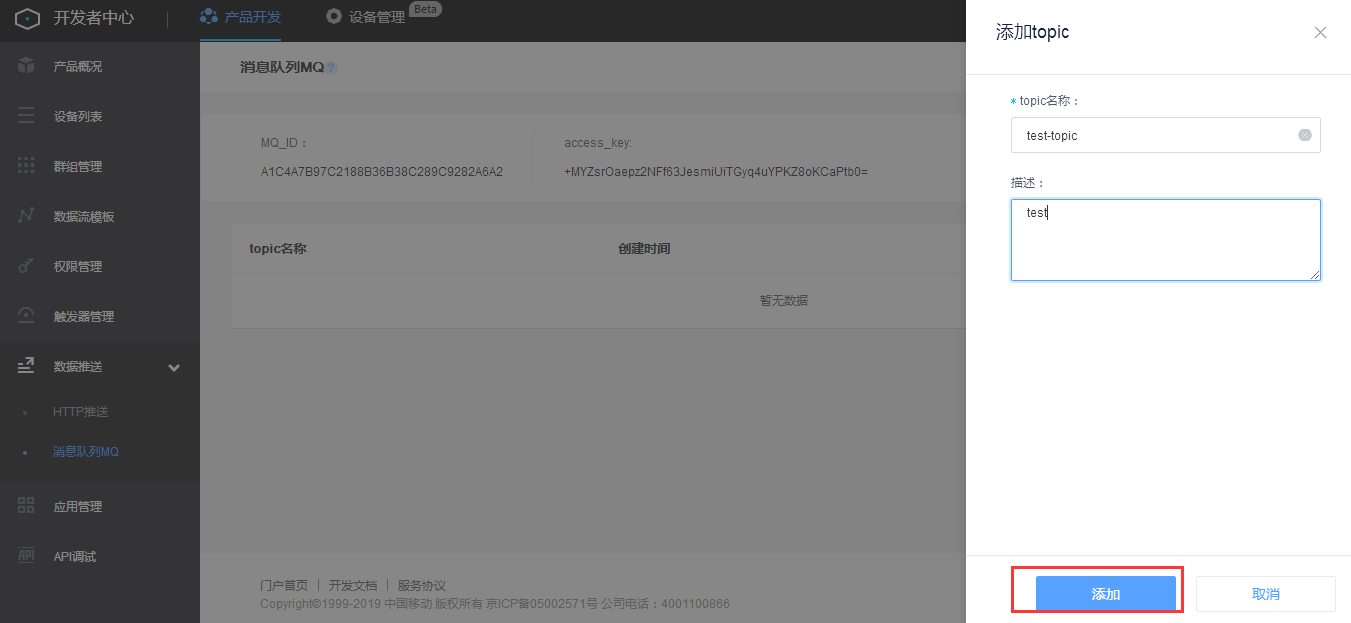 开发者中心
产品开发
设备管理
Beta
产品概况
设备列表
群组管理
数据流模板
权限管理
触发器管理
数据推送
HTTP推送
消息队列MQ
应用管理
API调试
消息队列MQ?
MQ_ID：
A1C4A7B97C2188B36B38C289C9282A6A2
access_key:
+MYZsrOaepz2NFf63JesmiUiTGyq4uYPKZ8oKCaPtb0=
topic名称
创建时间
暂无数据
门户首页 | 开发文档 | 服务协议
Copyright©1999-2019 中国移动 版权所有 京ICP备05002571号 公司电话：4001100866
添加topic
* topic名称：
test-topic
描述：
test
添加
取消